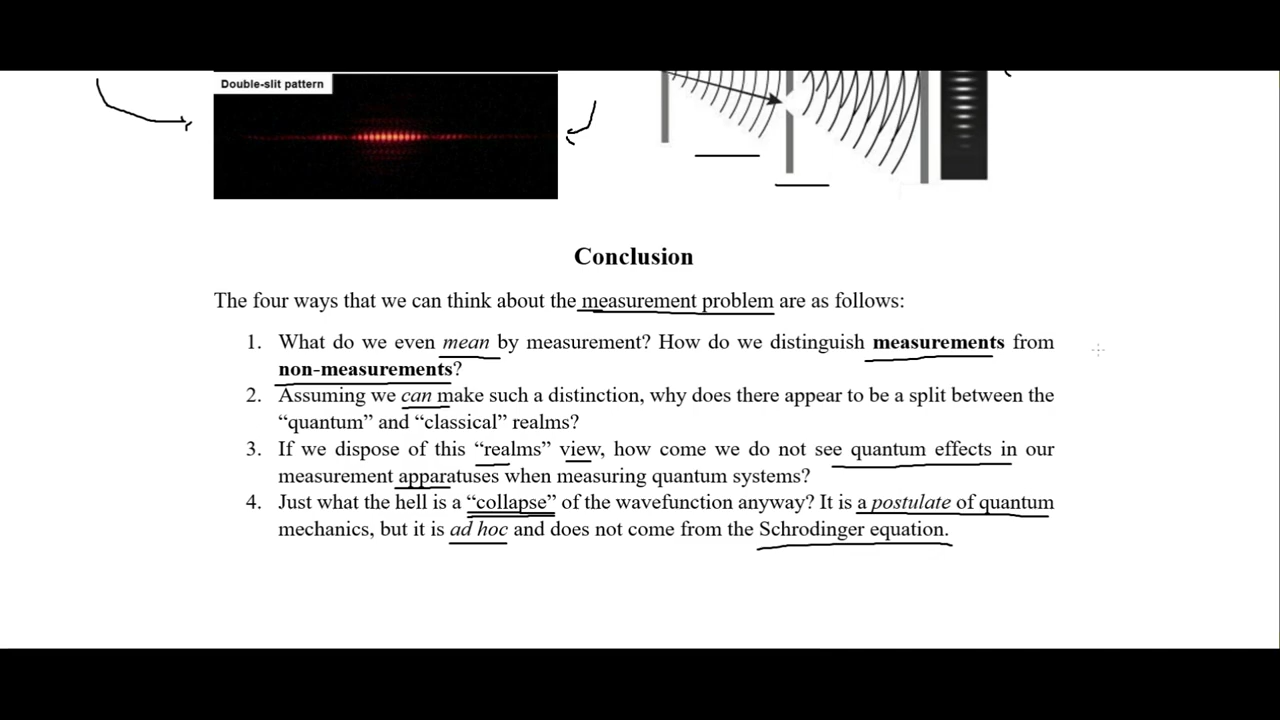 Double-slit pattern
Conclusion
The four ways that we can think about the measurement problem are as follows:
1. What do we even mean by measurement? How do we distinguish measurements from
non-measurements?
2. Assuming we can make such a distinction, why does there appear to be a split between the
“quantum” and “classical” realms?
3. If we dispose of this “realms” view, how come we do not see quantum effects in our
measurement apparatuses when measuring quantum systems?
4. Just what the hell is a “collapse” of the wavefunction anyway? It is a postulate of quantum
mechanics, but it is ad hoc and does not come from the Schrodinger equation.